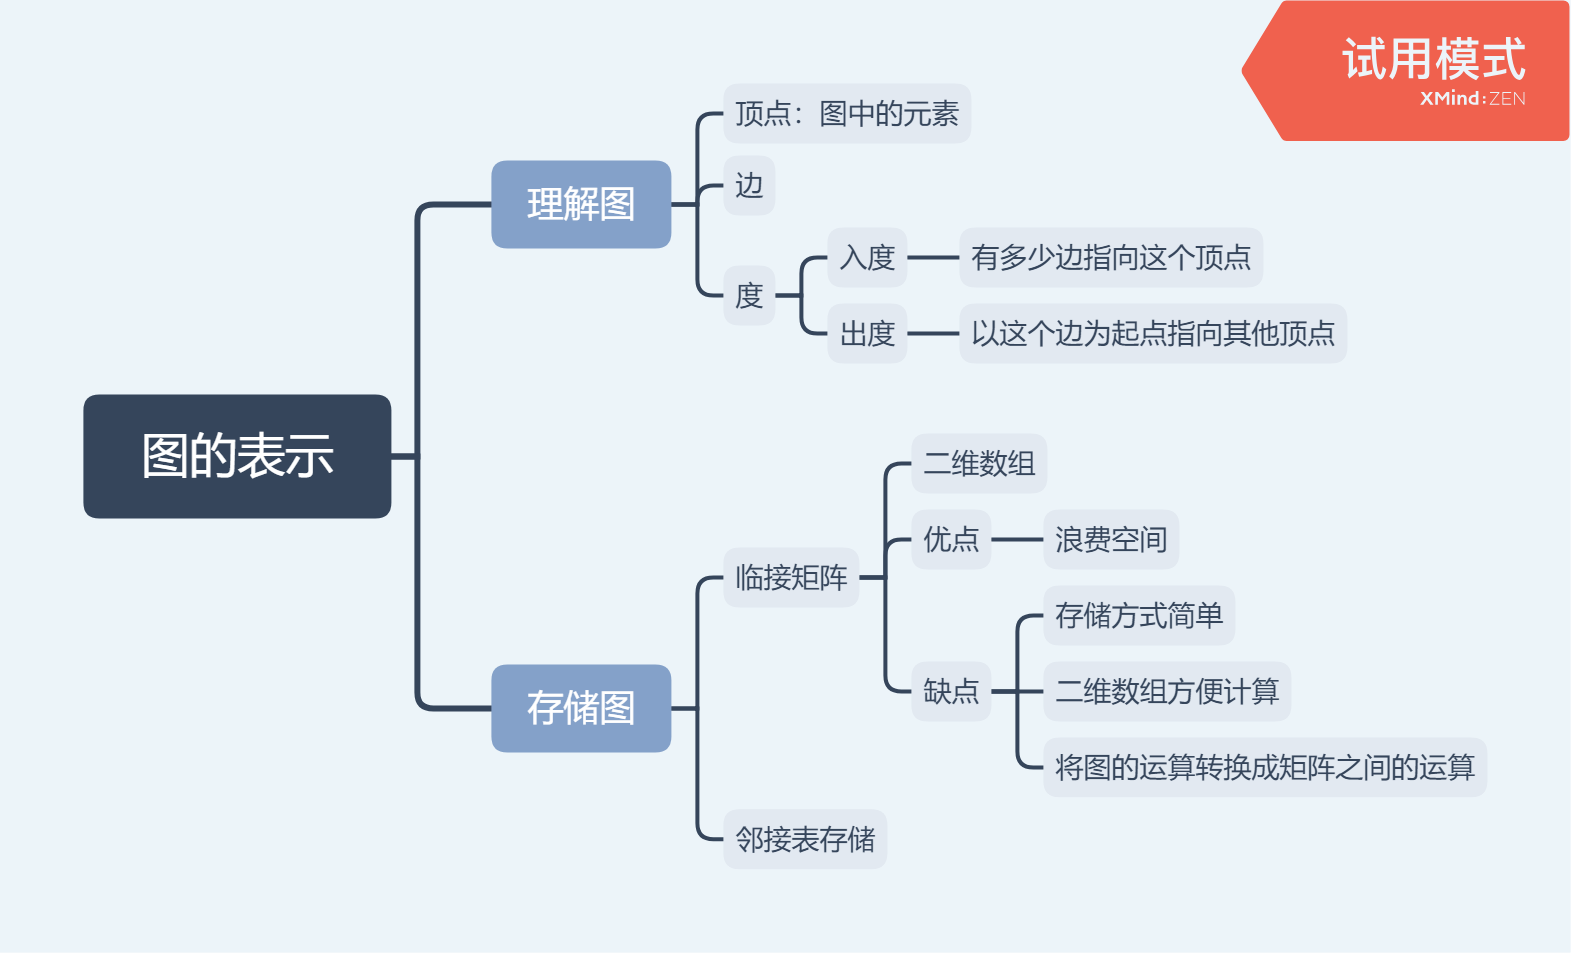 试用模式
XMind:ZEN
图的表示
理解图
顶点：图中的元素
边
度
入度
有多少边指向这个顶点
出度
以这个边为起点指向其他顶点
存储图
临接矩阵
二维数组
优点
浪费空间
缺点
存储方式简单
二维数组方便计算
将图的运算转换成矩阵之间的运算
邻接表存储